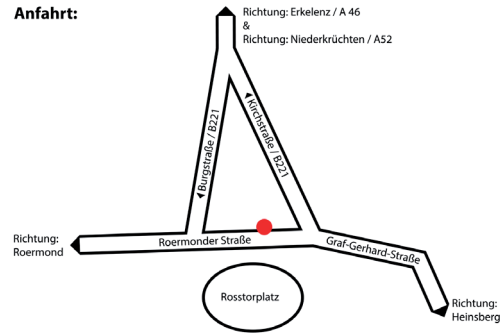 Anfahrt:
Richtung: Erkelenz / A 46
&
Richtung: Niederkrüchten / A52
Burgstraße / B221
Kirchstraße / B221
Richtung:
Roermond
Roermonder Straße
Graf-Gerhard-Straße
Rosstorplatz
Richtung:
Heinsberg